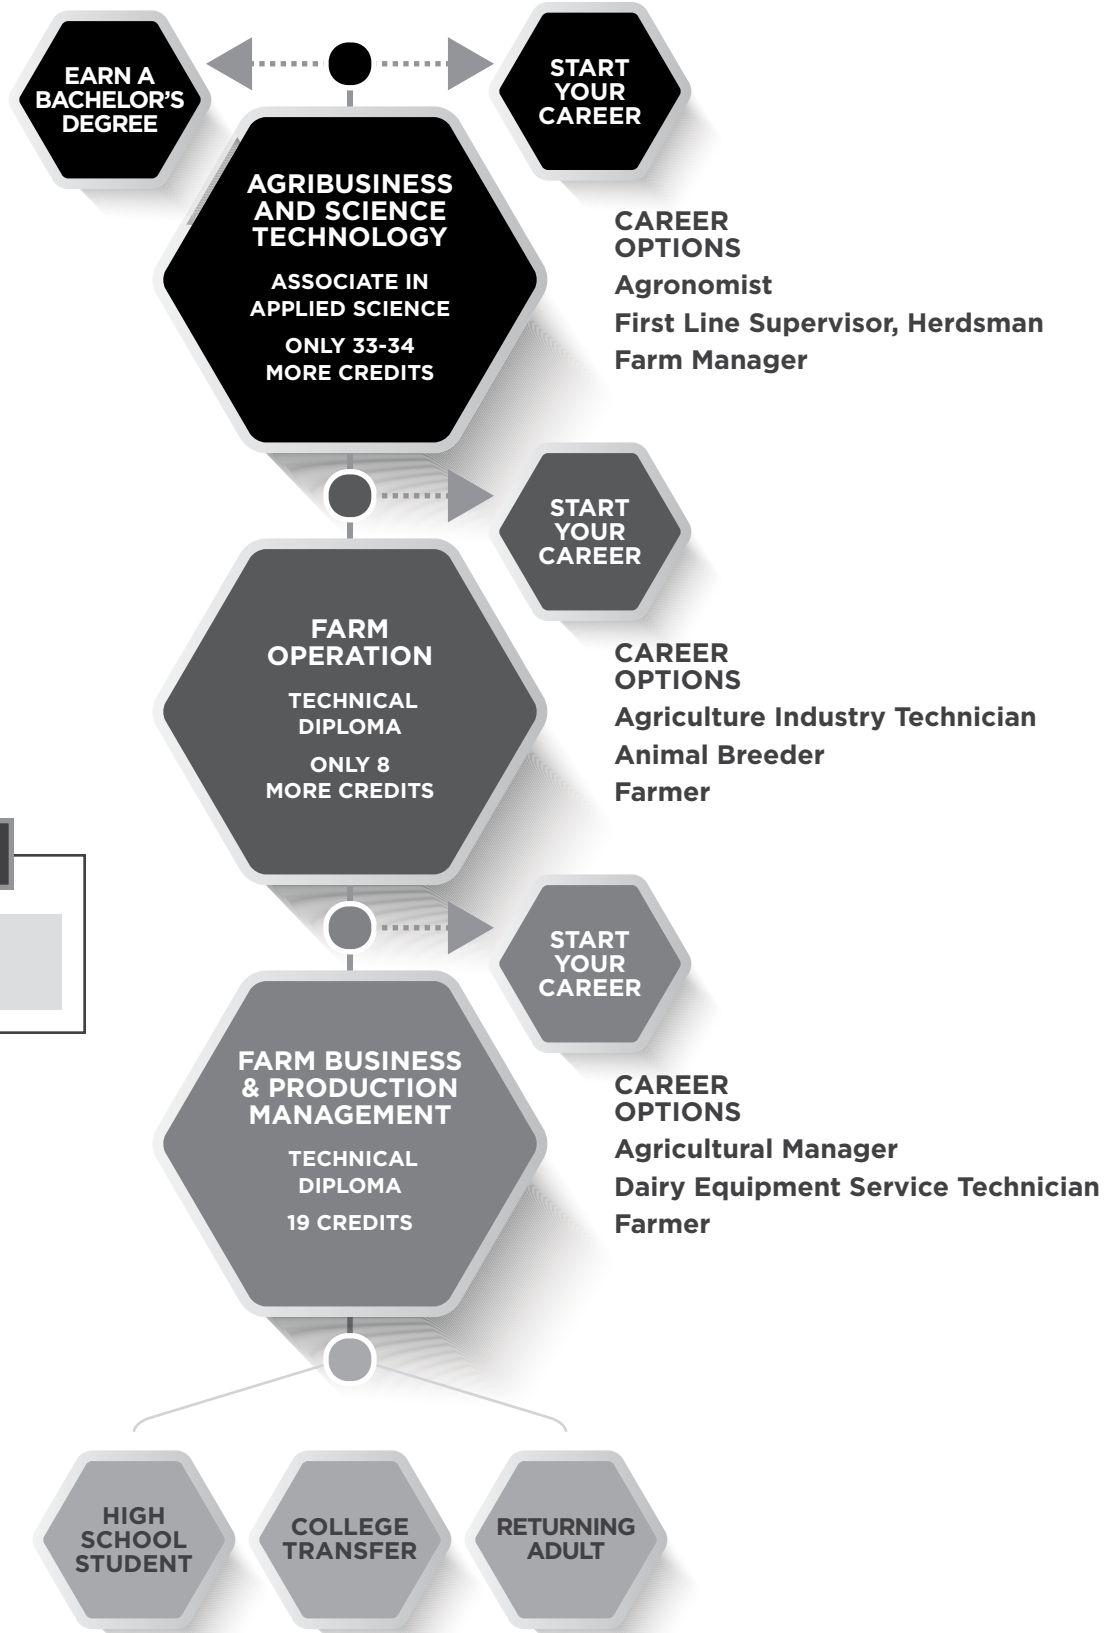 EARN A
BACHELOR'S
DEGREE
START
YOUR
CAREER
AGRIBUSINESS
AND SCIENCE
TECHNOLOGY
ASSOCIATE IN
APPLIED SCIENCE
ONLY 33-34
MORE CREDITS
CAREER
OPTIONS
Agronomist
First Line Supervisor, Herdsman
Farm Manager
START
YOUR
CAREER
FARM
OPERATION
TECHNICAL
DIPLOMA
ONLY 8
MORE CREDITS
CAREER
OPTIONS
Agriculture Industry Technician
Animal Breeder
Farmer
START
YOUR
CAREER
FARM BUSINESS
& PRODUCTION
MANAGEMENT
TECHNICAL
DIPLOMA
19 CREDITS
CAREER
OPTIONS
Agricultural Manager
Dairy Equipment Service Technician
Farmer
HIGH
SCHOOL
STUDENT
COLLEGE
TRANSFER
RETURNING
ADULT